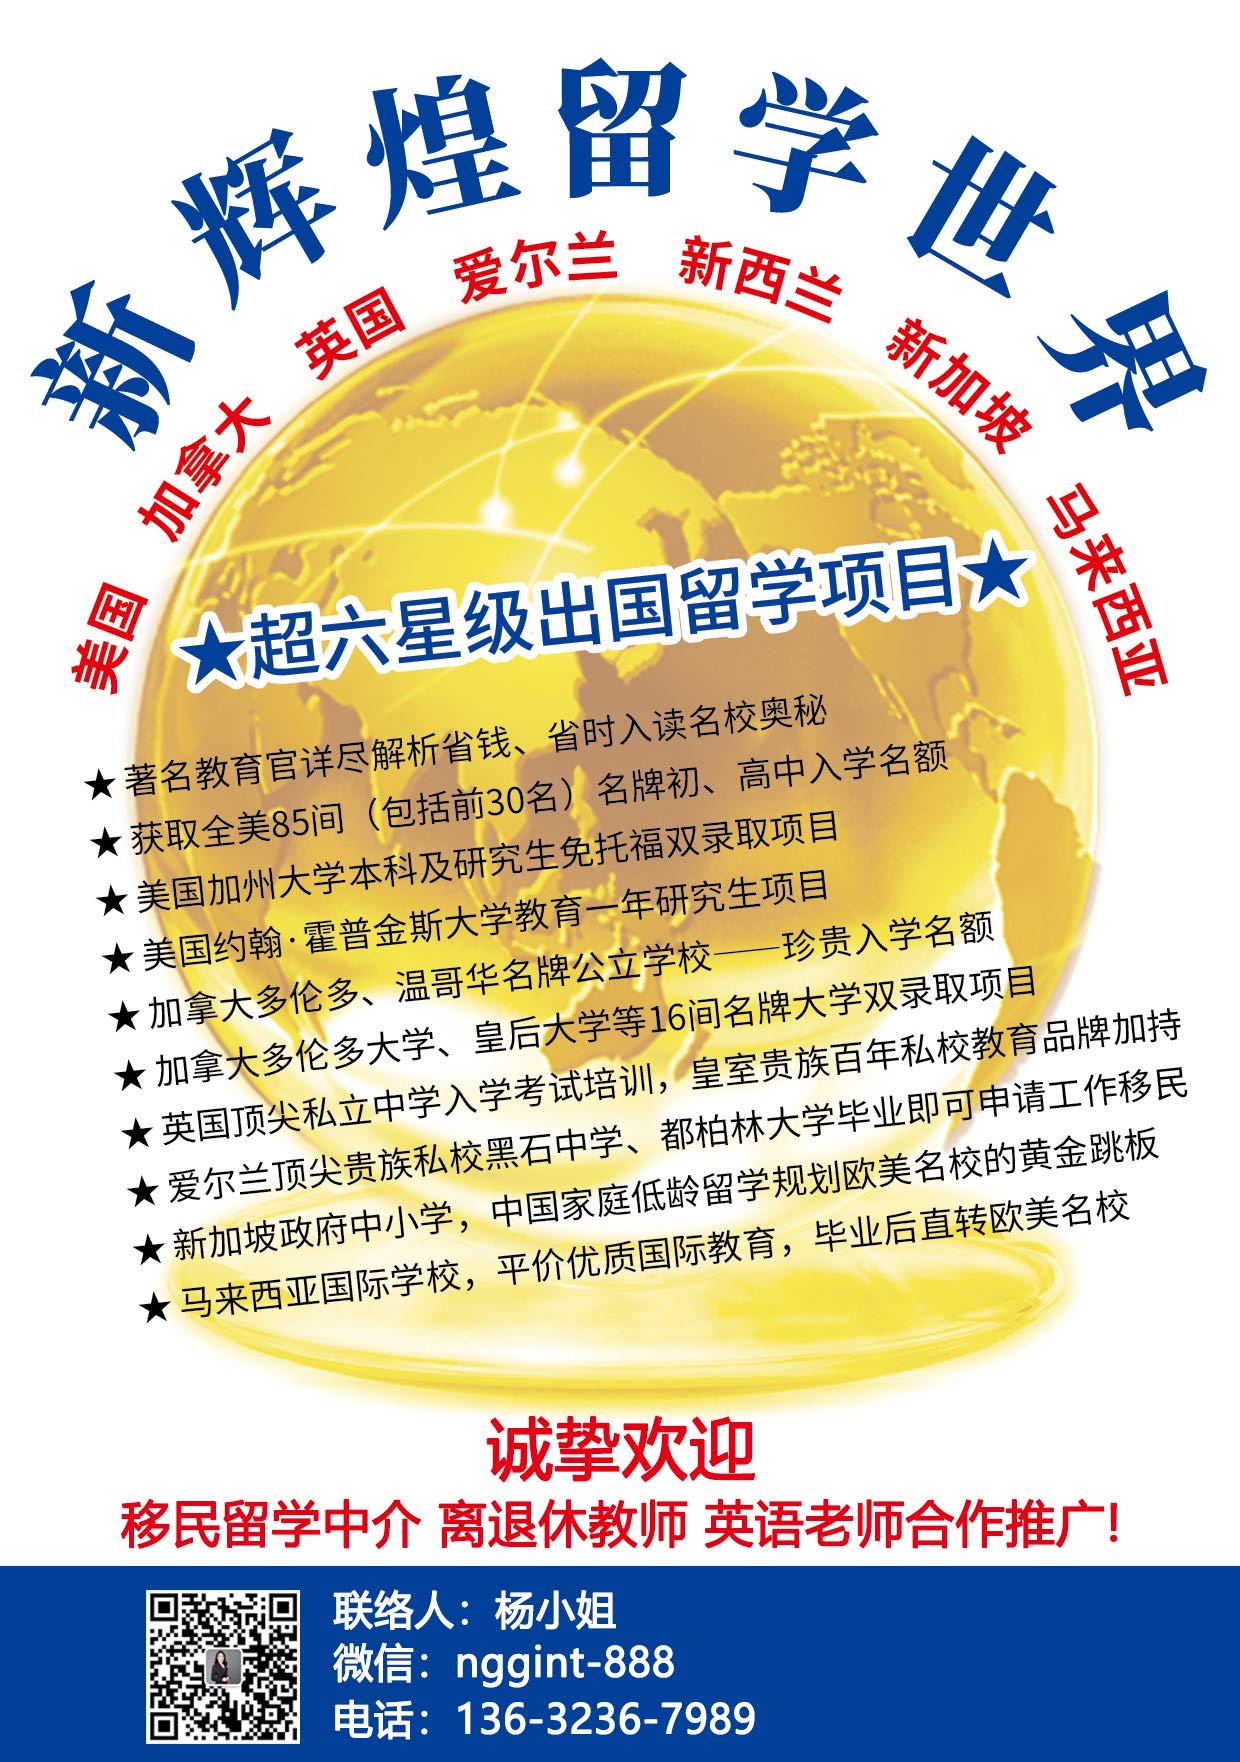 新辉煌留学世界
美国 加拿大 英国 爱尔兰 新西兰 新加坡 马来西亚
★超六星级出国留学项目★
★ 著名教育官详尽解析省钱、省时入读名校奥秘
★ 获取全美85间（包括前30名）名牌初、高中入学名额
★ 美国加州大学本科及研究生免托福双录取项目
★ 美国约翰·霍普金斯大学教育一年研究生项目
★ 加拿大多伦多、温哥华名牌公立学校——珍贵入学名额
★ 加拿大多伦多大学、皇后大学等16间名牌大学双录取项目
★ 英国顶尖私立中学入学考试培训，皇室贵族百年私校教育品牌加持
★ 爱尔兰顶尖贵族私校黑石中学、都柏林大学毕业即可申请工作移民
★ 新加坡政府中小学，中国家庭低龄留学规划欧美名校的黄金跳板
★ 马来西亚国际学校，平价优质国际教育，毕业后直转欧美名校
诚挚欢迎
移民留学中介 离退休教师 英语老师合作推广!
联络人：杨小姐
微信：nggint-888
电话：136-3236-7989